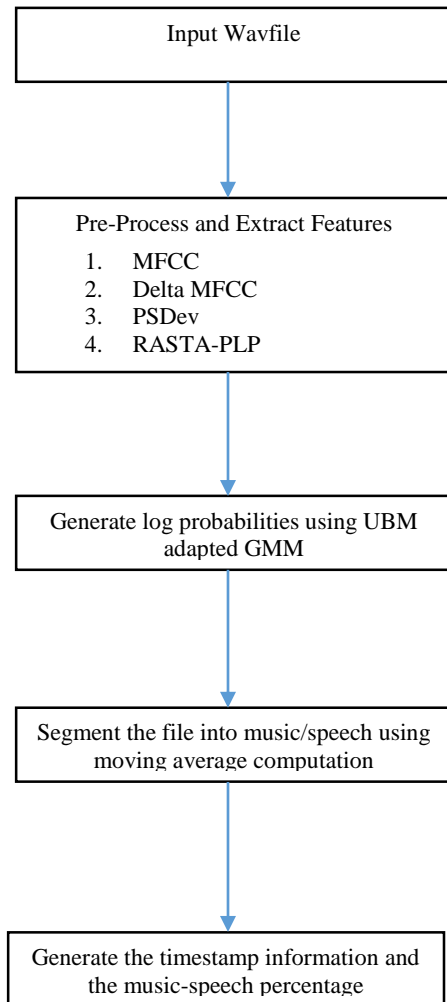 Input Wavfile
Pre-Process and Extract Features
1. MFCC
2. Delta MFCC
3. PSDev
4. RASTA-PLP
Generate log probabilities using UBM
adapted GMM
Segment the file into music/speech using
moving average computation
Generate the timestamp information and
the music-speech percentage